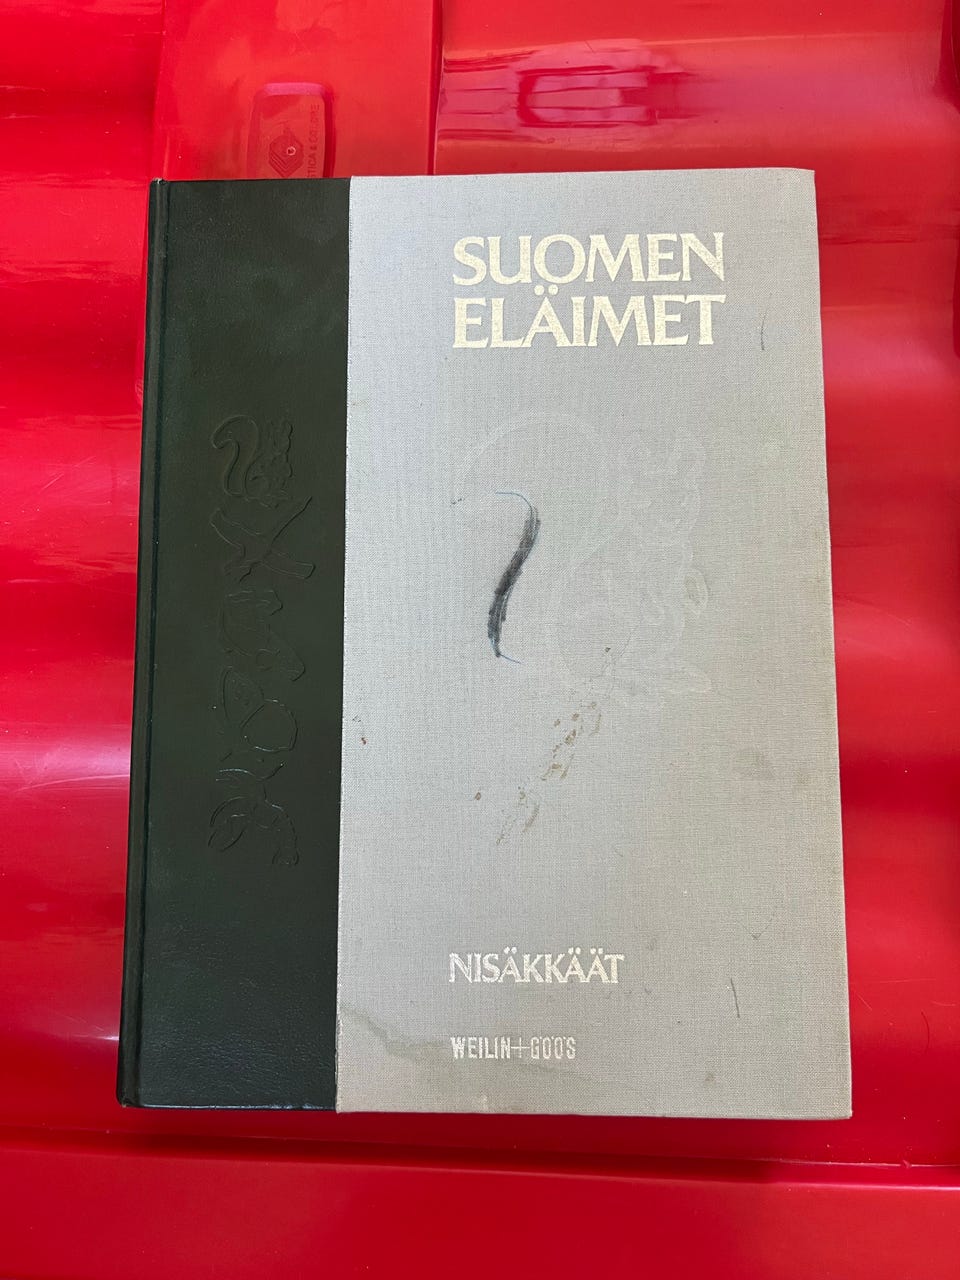 SUOMEN
ELÄIMET
NISÄKKÄÄT
WEILIN+GÖÖS